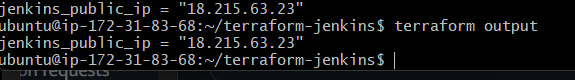 jenkins_public_ip = "18.215.63.23"
ubuntu@ip-172-31-83-68:~/terraform-jenkins$ terraform output
jenkins_public_ip = "18.215.63.23"
ubuntu@ip-172-31-83-68:~/terraform-jenkins$
requests